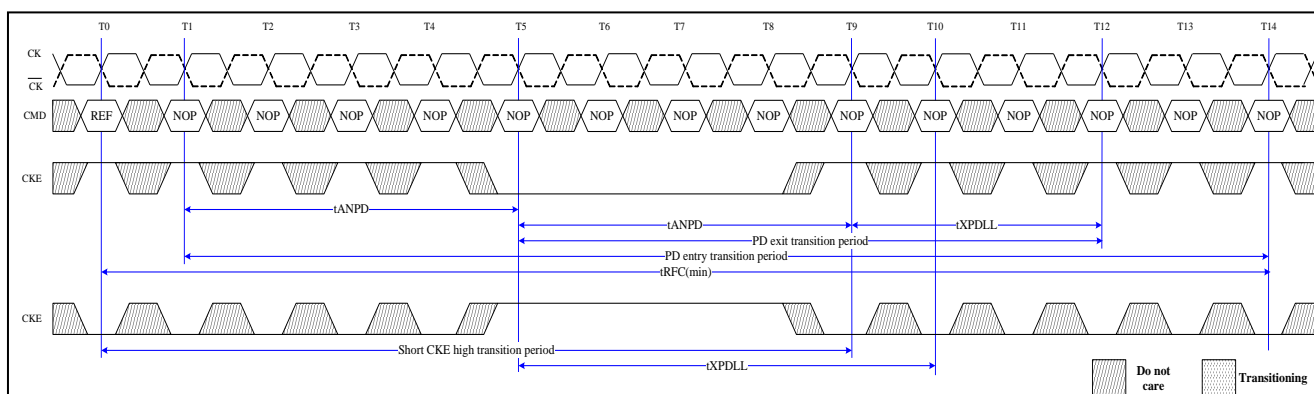 T0 T1 T2 T3 T4 T5 T6 T7 T8 T9 T10 T11 T12 T13 T14
CK
CK
CMD REF NOP NOP NOP NOP NOP NOP NOP NOP NOP NOP NOP NOP NOP NOP
CKE
tANPD
tANPD tXPDLL
PD exit transition period
PD entry transition period
tRFC(min)
CKE
Short CKE high transition period
tXPDLL
Do not care
Transitioning